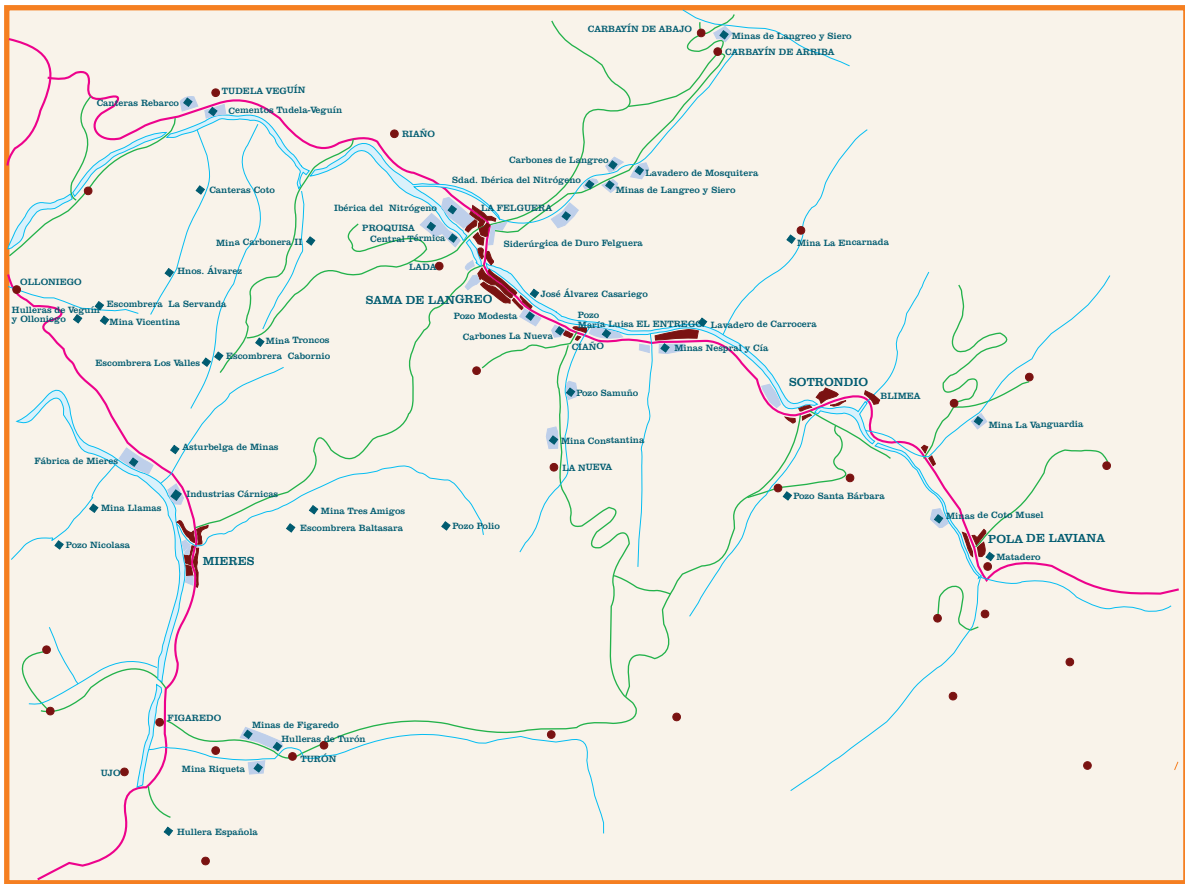 CARBAYÍN DE ABAJO
Minas de Langreo y Siero
CARBAYÍN DE ARRIBA
TUDELA VEGUÍN
Canteras Rebarco
Cementos Tudela-Veguín
RIAÑO
Carbones de Langreo
Lavadero de Mosquitera
Sdad. Ibérica del Nitrógeno
Minas de Langreo y Siero
Canteras Coto
Ibérica del Nitrógeno
LA FELGUERA
PROQUISA
Central Térmica
Siderúrgica de Duro Felguera
Mina Carbonera II
Mina La Encarnada
LADA
Hnos. Álvarez
OLLONIEGO
SAMA DE LANGREO
José Álvarez Casariego
Escombrera La Servanda
Hulleras de Veguín
y Olloniego
Mina Vicentina
Pozo Modesta
Pozo
María Luisa
EL ENTREGO
Lavadero de Carrocera
Carbones La Nueva
CIAÑO
Minas Nespral y Cía
Mina Troncos
Escombrera Cabornio
Escombrera Los Valles
SOTRONDIO
BLIMEA
Pozo Samuño
Mina La Vanguardia
Mina Constantina
Asturbelga de Minas
Fábrica de Mieres
LA NUEVA
Industrias Cárnicas
Pozo Santa Bárbara
Mina Llamas
Mina Tres Amigos
Minas de Coto Musel
Escombrera Baltasara
Pozo Polio
POLA DE LAVIANA
Pozo Nicolasa
Matadero
MIERES
FIGAREDO
Minas de Figaredo
Hulleras de Turón
TURÓN
Mina Riqueta
UJO
Hullera Española